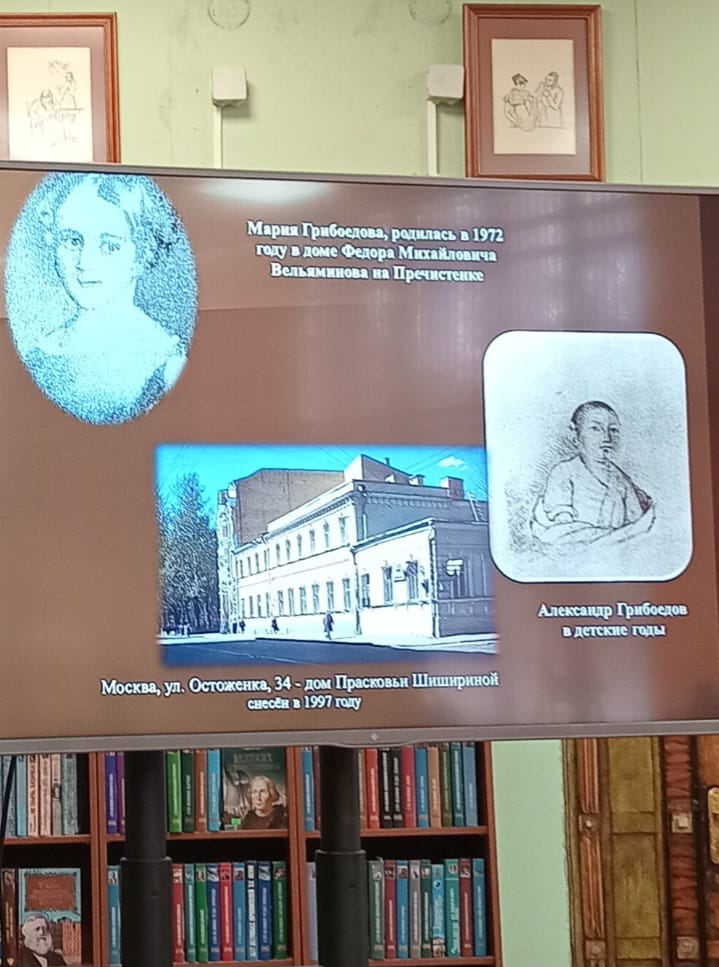 Мария Грибоедова, родилась в 1972
году в доме Федора Михайловича
Вельяминова на Пречистенке
Александр Грибоедов
в детские годы
Москва, ул. Остоженка, 34 - дом Прасковьи Шишириной
снесён в 1997 году
ВЕЛИКИХ